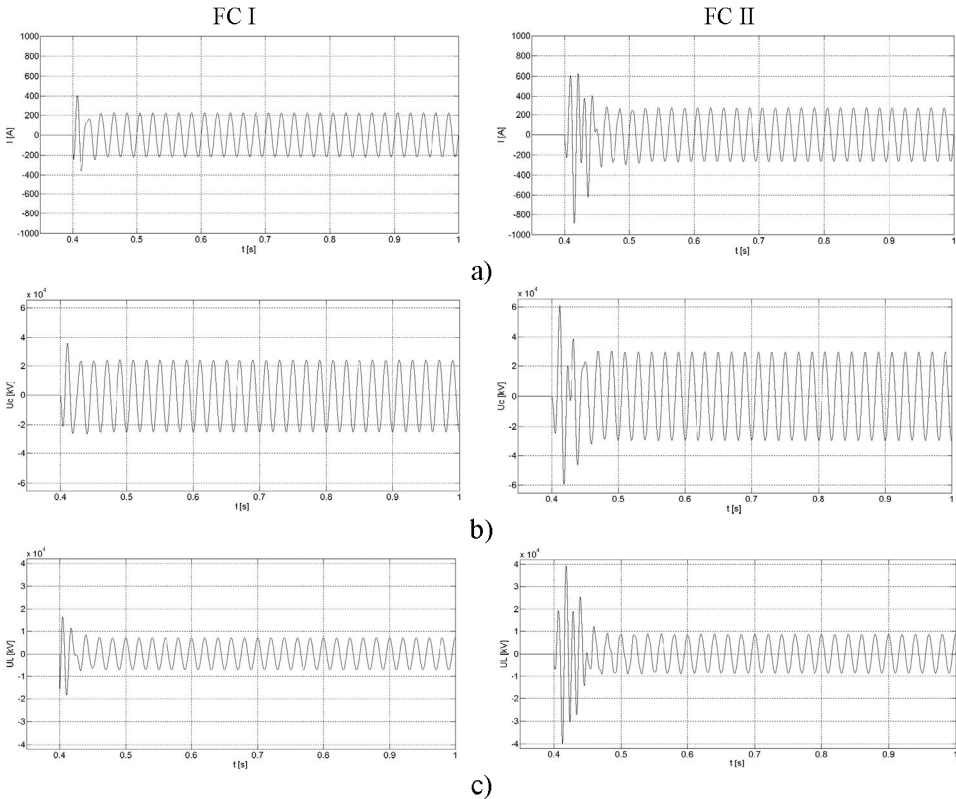 FC I
FC II
1000
800
600
400
200
0
-200
-400
-600
-800
-1000
I [A]
0.4 0.5 0.6 0.7 0.8 0.9 1
t [s]
1000
800
600
400
200
0
-200
-400
-600
-800
-1000
I [A]
0.4 0.5 0.6 0.7 0.8 0.9 1
t [s]
a)
x 10^4
6
4
2
0
-2
-4
-6
Uc [kV]
0.4 0.5 0.6 0.7 0.8 0.9 1
t [s]
x 10^4
6
4
2
0
-2
-4
-6
Uc [kV]
0.4 0.5 0.6 0.7 0.8 0.9 1
t [s]
b)
x 10^4
4
3
2
1
0
-1
-2
-3
-4
UL [kV]
0.4 0.5 0.6 0.7 0.8 0.9 1
t [s]
x 10^4
4
3
2
1
0
-1
-2
-3
-4
UL [kV]
0.4 0.5 0.6 0.7 0.8 0.9 1
t [s]
c)